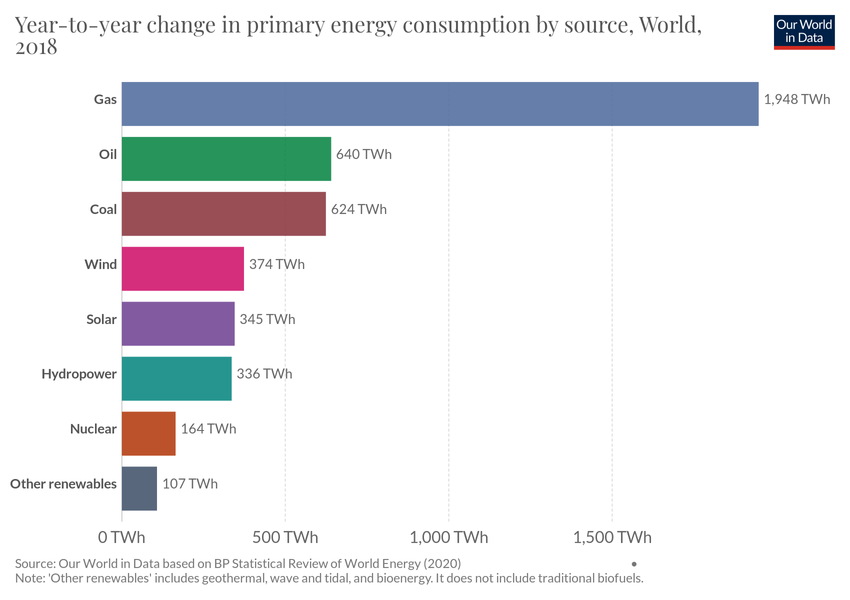 Year-to-year change in primary energy consumption by source, World,
2018
Our World
in Data
Gas
1,948 TWh
Oil
640 TWh
Coal
624 TWh
Wind
374 TWh
Solar
345 TWh
Hydropower
336 TWh
Nuclear
164 TWh
Other renewables
107 TWh
0 TWh
500 TWh
1,000 TWh
1,500 TWh
Source: Our World in Data based on BP Statistical Review of World Energy (2020)
•
Note: 'Other renewables' includes geothermal, wave and tidal, and bioenergy. It does not include traditional biofuels.